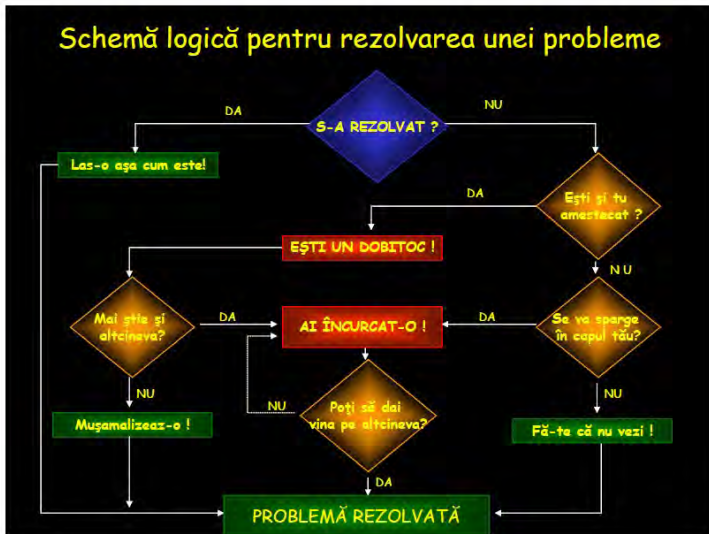 Schemă logică pentru rezolvarea unei probleme
DA
NU
S-A REZOLVAT ?
Las-o aşa cum este!
DA
Eşti şi tu
amestecat ?
EŞTI UN DOBITOC !
NU
Mai ştie şi
altcineva?
DA
AI ÎNCURCAT-O !
DA
Se va sparge
în capul tău?
NU
NU
Poţi să dai
vina pe altcineva?
NU
Muşamalizeaz-o !
Fă-te că nu vezi !
DA
PROBLEMĂ REZOLVATĂ